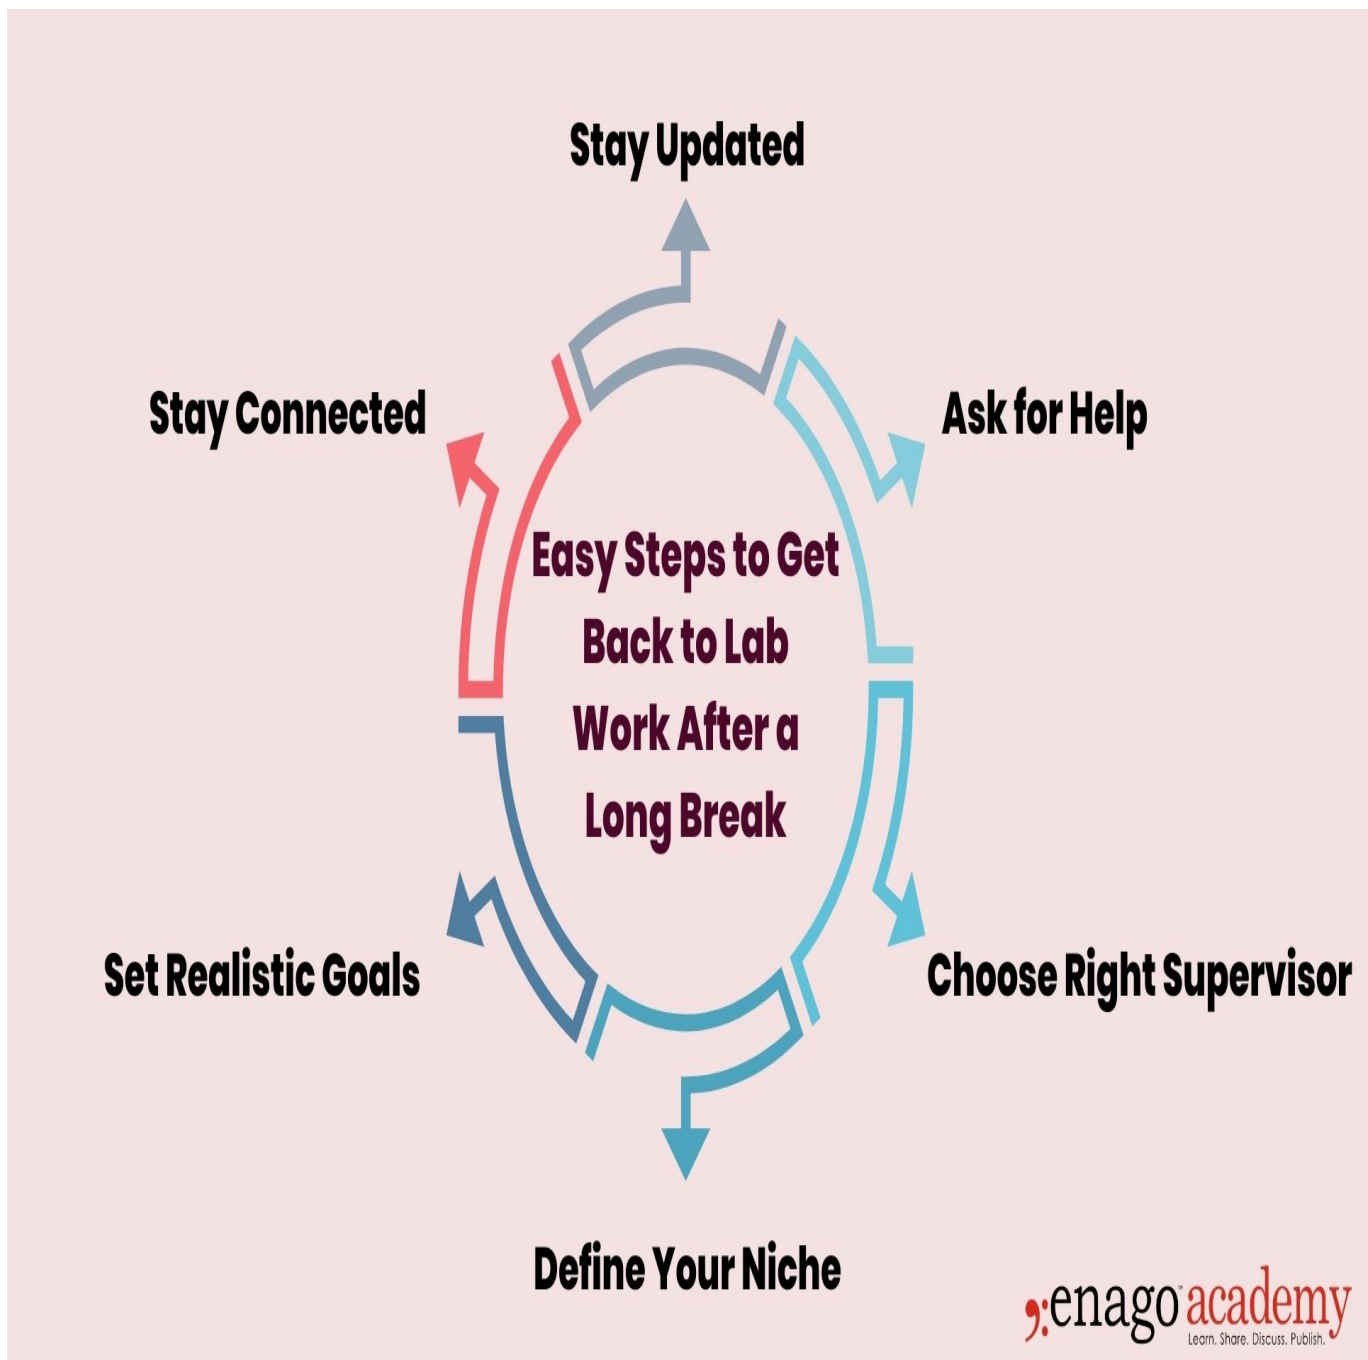 Stay Updated
Stay Connected
Ask for Help
Easy Steps to Get
Back to Lab
Work After a
Long Break
Set Realistic Goals
Choose Right Supervisor
Define Your Niche
enago™ academy
Learn. Share. Discuss. Publish.